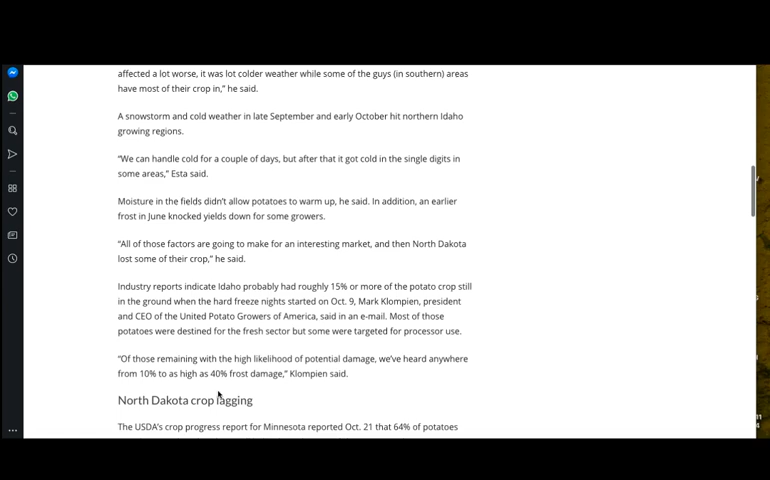 affected a lot worse, it was lot colder weather while some of the guys (in southern) areas
have most of their crop in,” he said.
A snowstorm and cold weather in late September and early October hit northern Idaho
growing regions.
“We can handle cold for a couple of days, but after that it got cold in the single digits in
some areas,” Esta said.
Moisture in the fields didn’t allow potatoes to warm up, he said. In addition, an earlier
frost in June knocked yields down for some growers.
“All of those factors are going to make for an interesting market, and then North Dakota
lost some of their crop,” he said.
Industry reports indicate Idaho probably had roughly 15% or more of the potato crop still
in the ground when the hard freeze nights started on Oct. 9, Mark Klompien, president
and CEO of the United Potato Growers of America, said in an e-mail. Most of those
potatoes were destined for the fresh sector but some were targeted for processor use.
“Of those remaining with the high likelihood of potential damage, we’ve heard anywhere
from 10% to as high as 40% frost damage,” Klompien said.
North Dakota crop lagging
The USDA’s crop progress report for Minnesota reported Oct. 21 that 64% of potatoes